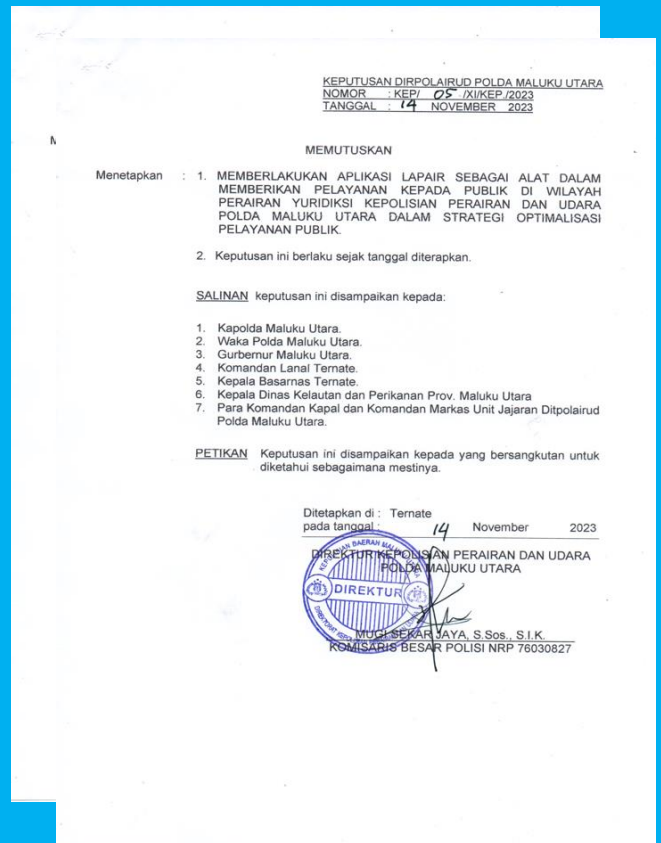 KEPUTUSAN DIRPOLAIRUD POLDA MALUKU UTARA
NOMOR : KEP/ 05 /XI/KEP./2023
TANGGAL : 14 NOVEMBER 2023
M
MEMUTUSKAN
Menetapkan : 1. MEMBERLAKUKAN APLIKASI LAPAIR SEBAGAI ALAT DALAM
MEMBERIKAN PELAYANAN KEPADA PUBLIK DI WILAYAH
PERAIRAN YURIDIKSI KEPOLISIAN PERAIRAN DAN UDARA
POLDA MALUKU UTARA DALAM STRATEGI OPTIMALISASI
PELAYANAN PUBLIK.
2. Keputusan ini berlaku sejak tanggal diterapkan.
SALINAN keputusan ini disampaikan kepada:
1. Kapolda Maluku Utara.
2. Waka Polda Maluku Utara.
3. Gurbernur Maluku Utara.
4. Komandan Lanal Ternate.
5. Kepala Basarnas Ternate.
6. Kepala Dinas Kelautan dan Perikanan Prov. Maluku Utara
7. Para Komandan Kapal dan Komandan Markas Unit Jajaran Ditpolairud
Polda Maluku Utara.
PETIKAN Keputusan ini disampaikan kepada yang bersangkutan untuk
diketahui sebagaimana mestinya.
Ditetapkan di : Ternate
pada tanggal : 14 November 2023
DIREKTUR KEPOLISIAN PERAIRAN DAN UDARA
POLDA MALUKU UTARA
DIREKTUR
MUGI SEKAR JAYA, S.Sos., S.I.K.
KOMISARIS BESAR POLISI NRP 76030827